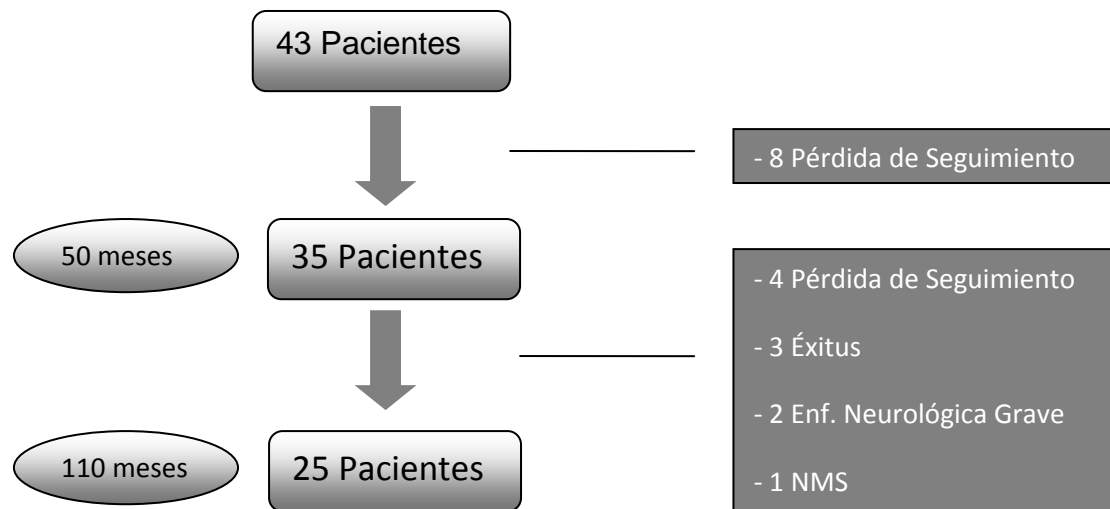 43 Pacientes
- 8 Pérdida de Seguimiento
50 meses
35 Pacientes
- 4 Pérdida de Seguimiento
- 3 Éxitus
- 2 Enf. Neurológica Grave
- 1 NMS
110 meses
25 Pacientes